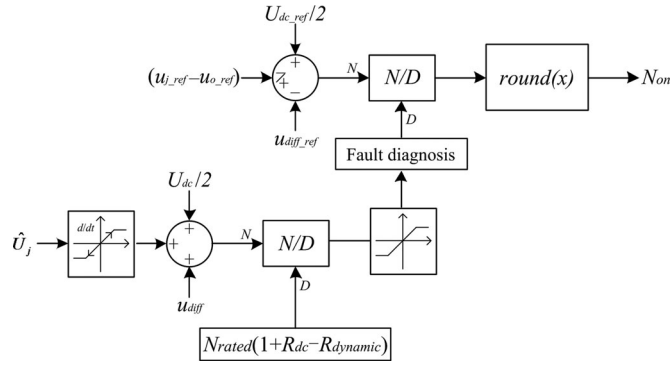 U_dc_ref/2
+
(u_j_ref−u_o_ref)
∓
−
N
N/D
round(x)
N_on
D
u_diff_ref
Fault diagnosis
U_dc/2
d/dt
Û_j
+
+
+
N
N/D
u_diff
D
N_rated(1+R_dc−R_dynamic)